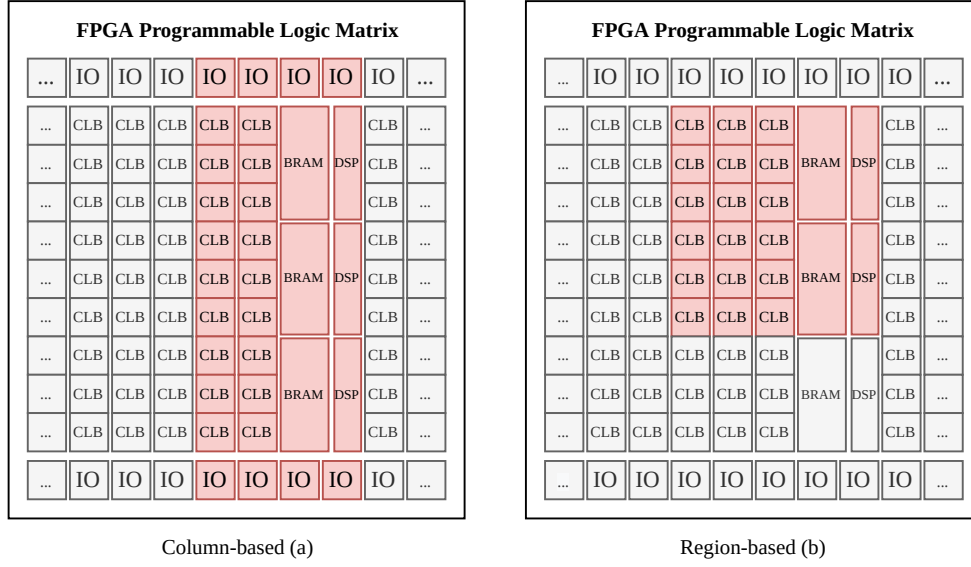 FPGA Programmable Logic Matrix
... IO IO IO IO IO IO IO IO ...
... CLB CLB CLB CLB CLB CLB ...
... CLB CLB CLB CLB CLB BRAM DSP CLB ...
... CLB CLB CLB CLB CLB CLB ...
... CLB CLB CLB CLB CLB CLB ...
... CLB CLB CLB CLB CLB BRAM DSP CLB ...
... CLB CLB CLB CLB CLB CLB ...
... CLB CLB CLB CLB CLB CLB ...
... CLB CLB CLB CLB CLB BRAM DSP CLB ...
... CLB CLB CLB CLB CLB CLB ...
... IO IO IO IO IO IO IO IO ...
Column-based (a)
FPGA Programmable Logic Matrix
... IO IO IO IO IO IO IO IO ...
... CLB CLB CLB CLB CLB CLB ...
... CLB CLB CLB CLB CLB BRAM DSP CLB ...
... CLB CLB CLB CLB CLB CLB ...
... CLB CLB CLB CLB CLB CLB ...
... CLB CLB CLB CLB CLB BRAM DSP CLB ...
... CLB CLB CLB CLB CLB CLB ...
... CLB CLB CLB CLB CLB CLB ...
... CLB CLB CLB CLB CLB BRAM DSP CLB ...
... CLB CLB CLB CLB CLB CLB ...
... IO IO IO IO IO IO IO IO ...
Region-based (b)